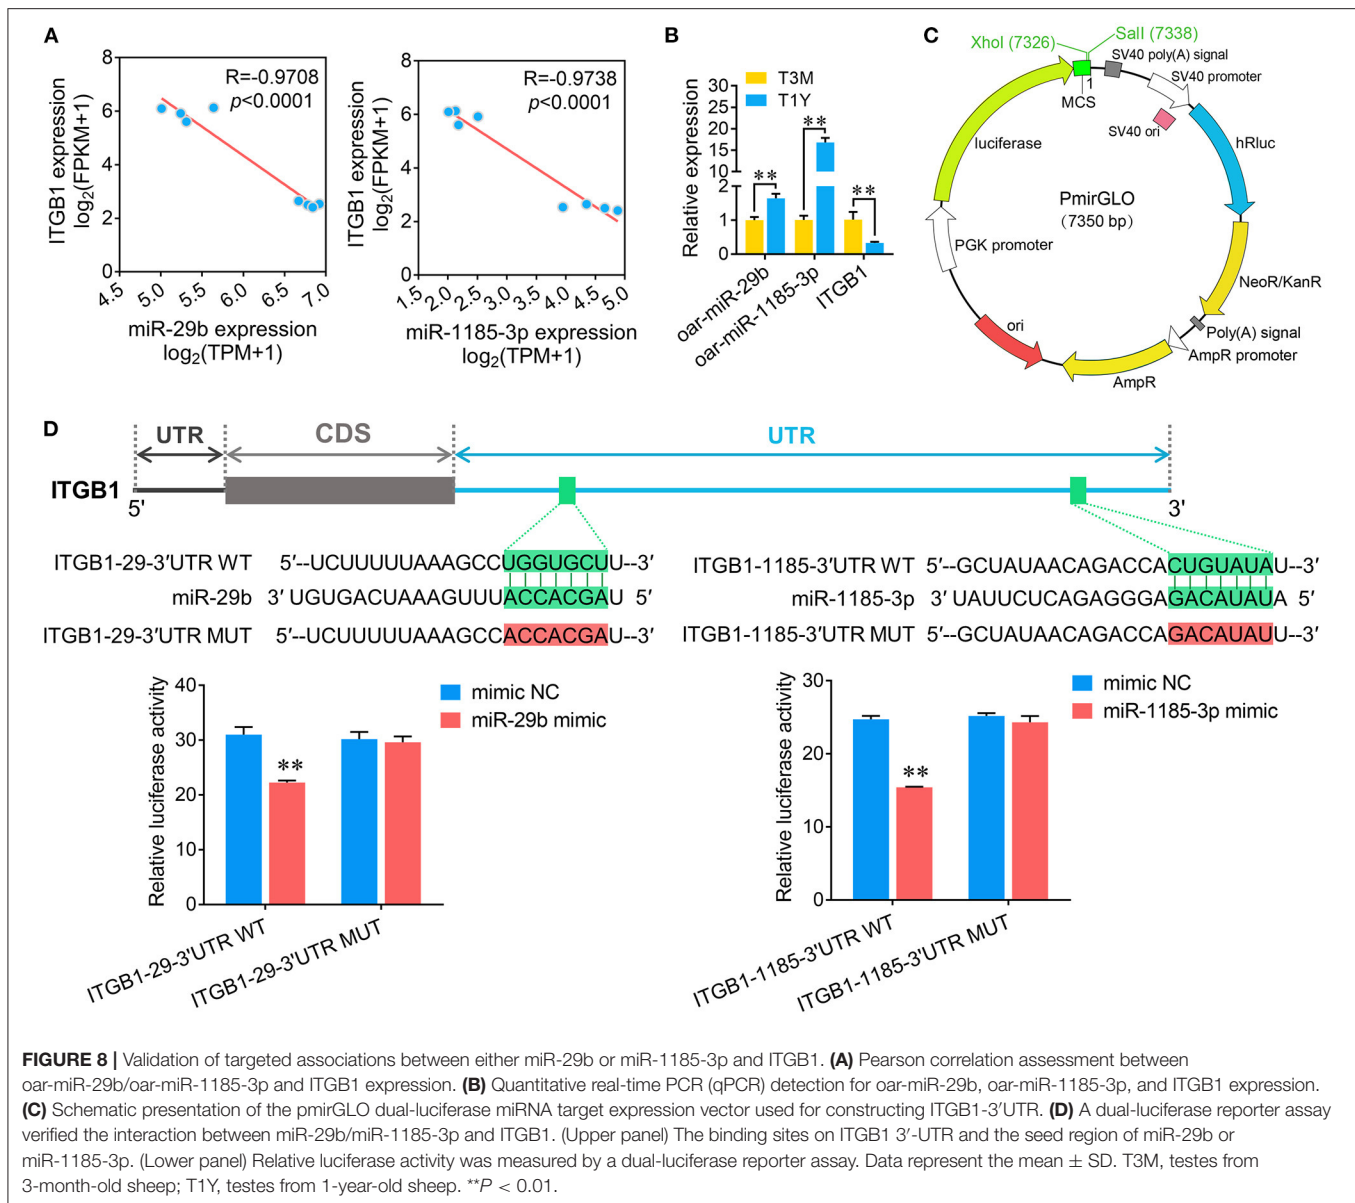 A
ITGB1 expression
log2(FPKM+1)
8
6
4
2
0
R=-0.9708
p<0.0001
4.5 5.0 5.5 6.0 6.5 7.0
miR-29b expression
log2(TPM+1)
ITGB1 expression
log2(FPKM+1)
8
6
4
2
0
R=-0.9738
p<0.0001
1.5 2.0 2.5 3.0 3.5 4.0 4.5 5.0
miR-1185-3p expression
log2(TPM+1)
B
Relative expression
30
25
20
15
10
2
1
0
T3M
T1Y
** ** **
oar-miR-29b
oar-miR-1185-3p
ITGB1
C
XhoI (7326)
SalI (7338)
SV40 poly(A) signal
SV40 promoter
1
MCS
SV40 ori
luciferase
hRluc
PmirGLO
(7350 bp)
PGK promoter
NeoR/KanR
ori
Poly(A) signal
AmpR promoter
AmpR
D
UTR CDS UTR
ITGB1
5' 3'
ITGB1-29-3′UTR WT 5′--UCUUUUUAAAGCCUGGUGCUU--3′
miR-29b 3′ UGUGACUAAAGUUUACCACGAU 5′
ITGB1-29-3′UTR MUT 5′--UCUUUUUAAAGCCACCACGAU--3′
ITGB1-1185-3′UTR WT 5′--GCUAUAACAGACCACUGUAUAU--3′
miR-1185-3p 3′ UAUUCUCAGAGGGAGACAUAUA 5′
ITGB1-1185-3′UTR MUT 5′--GCUAUAACAGACCAGACAUAUU--3′
Relative luciferase activity
40
30
20
10
0
mimic NC
miR-29b mimic
**
ITGB1-29-3′UTR WT
ITGB1-29-3′UTR MUT
Relative luciferase activity
30
20
10
0
mimic NC
miR-1185-3p mimic
**
ITGB1-1185-3′UTR WT
ITGB1-1185-3′UTR MUT
FIGURE 8 | Validation of targeted associations between either miR-29b or miR-1185-3p and ITGB1. (A) Pearson correlation assessment between
oar-miR-29b/oar-miR-1185-3p and ITGB1 expression. (B) Quantitative real-time PCR (qPCR) detection for oar-miR-29b, oar-miR-1185-3p, and ITGB1 expression.
(C) Schematic presentation of the pmirGLO dual-luciferase miRNA target expression vector used for constructing ITGB1-3′UTR. (D) A dual-luciferase reporter assay
verified the interaction between miR-29b/miR-1185-3p and ITGB1. (Upper panel) The binding sites on ITGB1 3′-UTR and the seed region of miR-29b or
miR-1185-3p. (Lower panel) Relative luciferase activity was measured by a dual-luciferase reporter assay. Data represent the mean ± SD. T3M, testes from
3-month-old sheep; T1Y, testes from 1-year-old sheep. **P < 0.01.